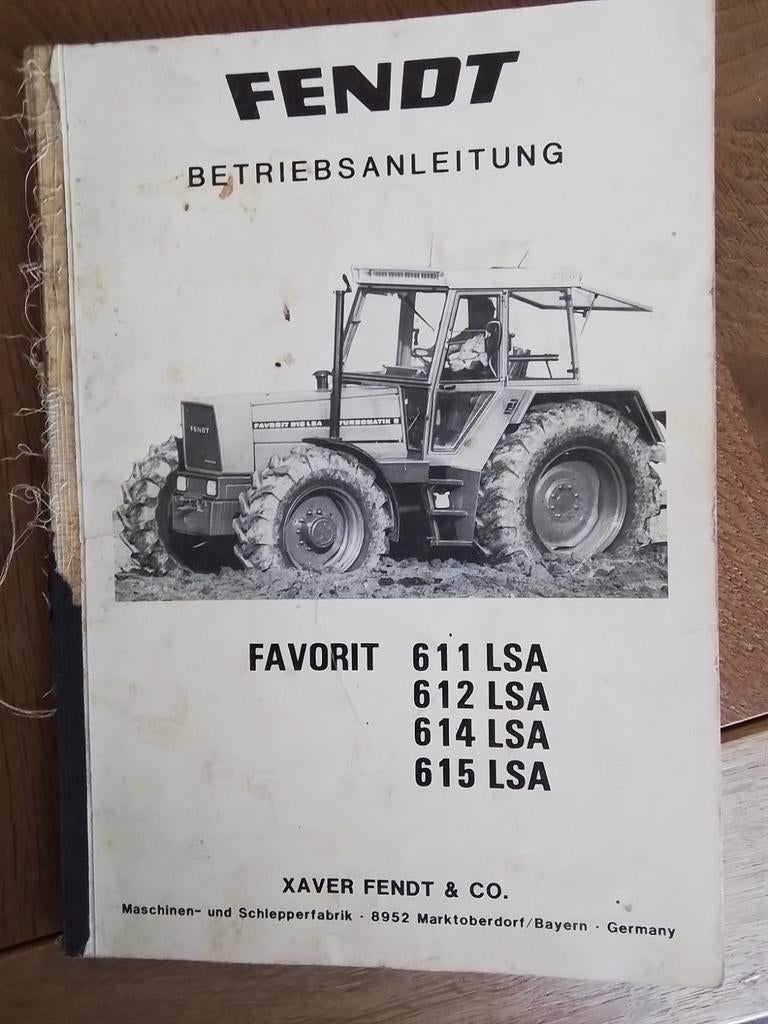 FENDT
BETRIEBSANLEITUNG
FENDT
FAVORIT 615 LSA TURBOMATIK
FAVORIT 611 LSA
612 LSA
614 LSA
615 LSA
XAVER FENDT & CO.
Maschinen- und Schlepperfabrik · 8952 Marktoberdorf/Bayern · Germany